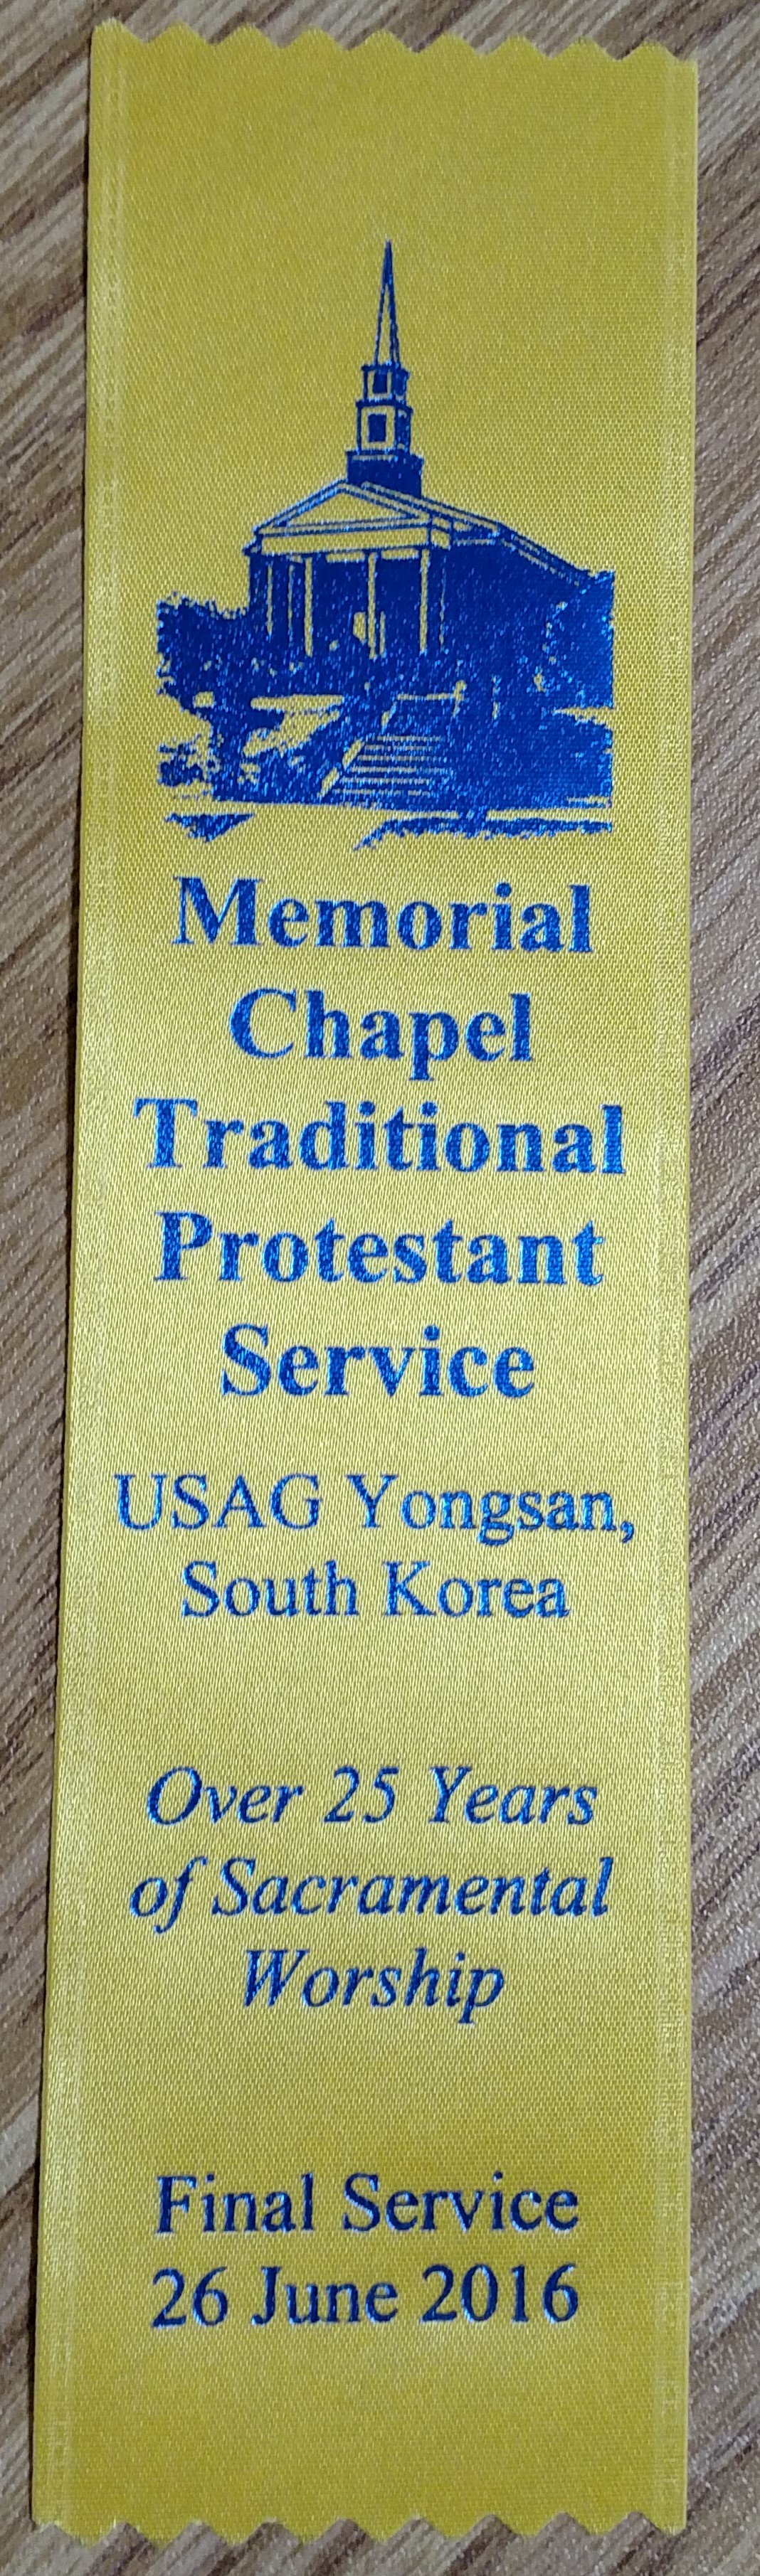 Memorial
Chapel
Traditional
Protestant
Service
USAG Yongsan,
South Korea
Over 25 Years
of Sacramental
Worship
Final Service
26 June 2016